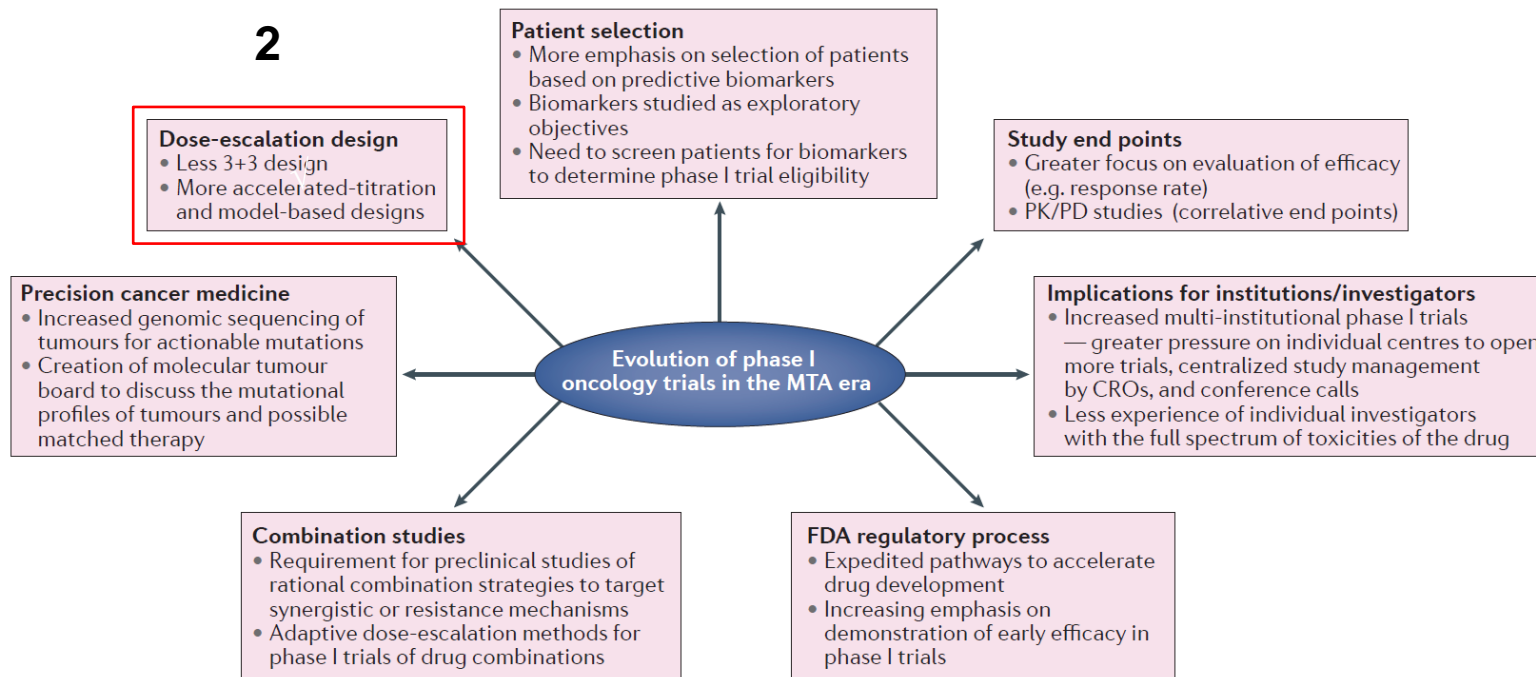 2
Patient selection
• More emphasis on selection of patients
based on predictive biomarkers
• Biomarkers studied as exploratory
objectives
• Need to screen patients for biomarkers
to determine phase I trial eligibility
Dose-escalation design
• Less 3+3 design
• More accelerated-titration
and model-based designs
Study end points
• Greater focus on evaluation of efficacy
(e.g. response rate)
• PK/PD studies (correlative end points)
Precision cancer medicine
• Increased genomic sequencing of
tumours for actionable mutations
• Creation of molecular tumour
board to discuss the mutational
profiles of tumours and possible
matched therapy
Evolution of phase I
oncology trials in the MTA era
Implications for institutions/investigators
• Increased multi-institutional phase I trials
— greater pressure on individual centres to open
more trials, centralized study management
by CROs, and conference calls
• Less experience of individual investigators
with the full spectrum of toxicities of the drug
Combination studies
• Requirement for preclinical studies of
rational combination strategies to target
synergistic or resistance mechanisms
• Adaptive dose-escalation methods for
phase I trials of drug combinations
FDA regulatory process
• Expedited pathways to accelerate
drug development
• Increasing emphasis on
demonstration of early efficacy in
phase I trials